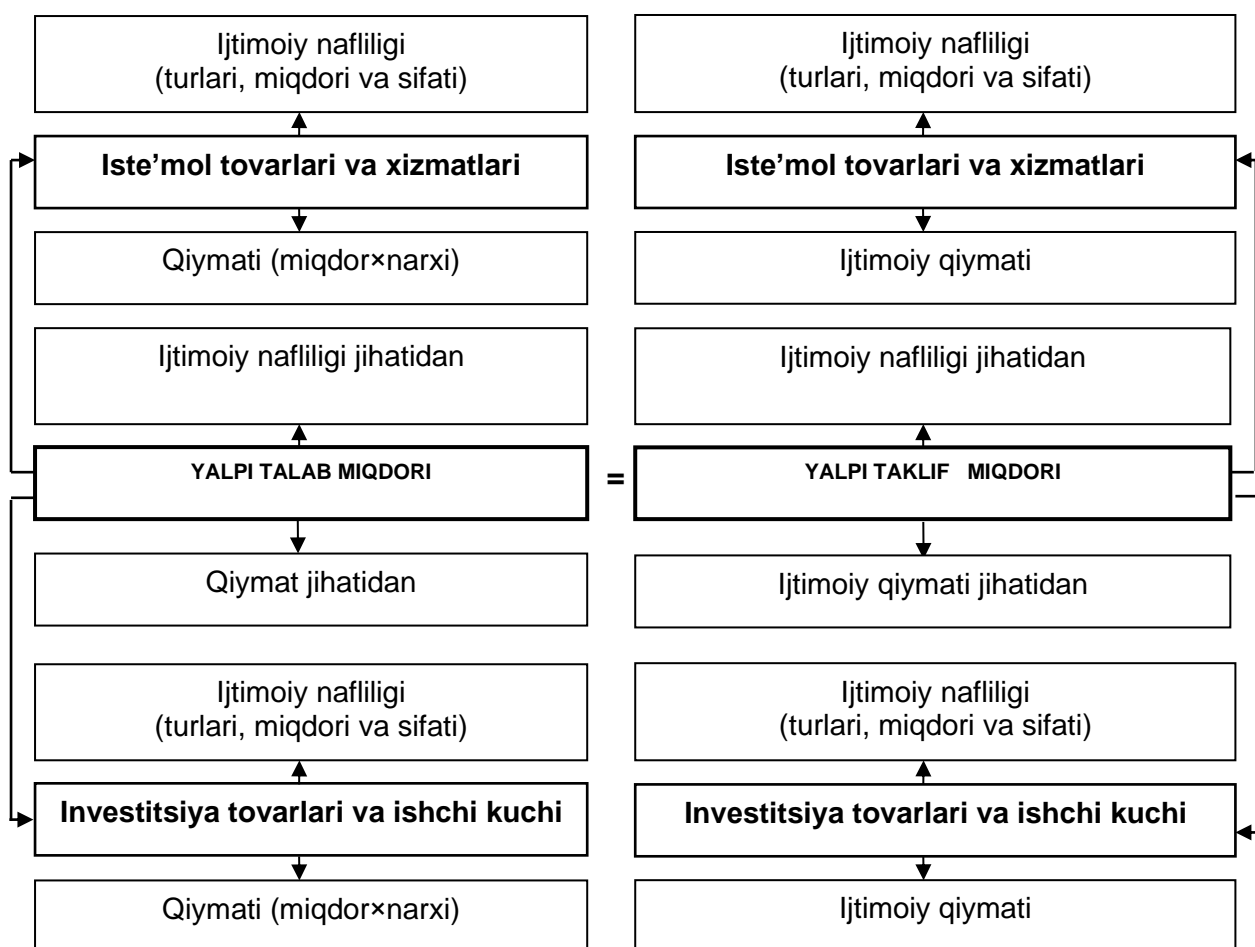 Ijtimoiy nafliligi
(turlari, miqdori va sifati)
Ijtimoiy nafliligi
(turlari, miqdori va sifati)
Iste’mol tovarlari va xizmatlari
Iste’mol tovarlari va xizmatlari
Qiymati (miqdor×narxi)
Ijtimoiy qiymati
Ijtimoiy nafliligi jihatidan
Ijtimoiy nafliligi jihatidan
YALPI TALAB MIQDORI
=
YALPI TAKLIF MIQDORI
Qiymat jihatidan
Ijtimoiy qiymati jihatidan
Ijtimoiy nafliligi
(turlari, miqdori va sifati)
Ijtimoiy nafliligi
(turlari, miqdori va sifati)
Investitsiya tovarlari va ishchi kuchi
Investitsiya tovarlari va ishchi kuchi
Qiymati (miqdor×narxi)
Ijtimoiy qiymati